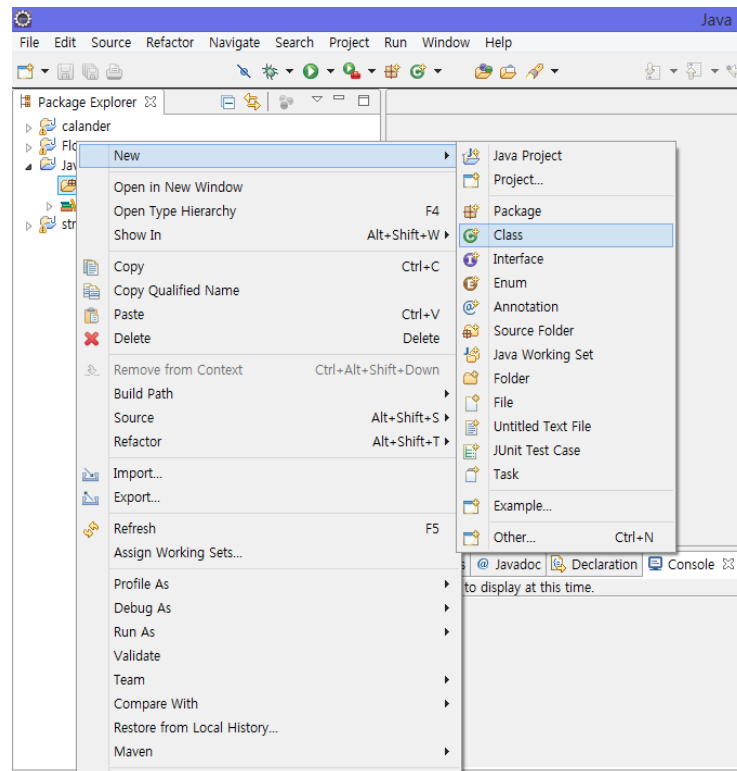 Java
File Edit Source Refactor Navigate Search Project Run Window Help
Package Explorer
calander
Flo
Jav
str
New
Open in New Window
Open Type Hierarchy F4
Show In Alt+Shift+W
Copy Ctrl+C
Copy Qualified Name
Paste Ctrl+V
Delete Delete
Remove from Context Ctrl+Alt+Shift+Down
Build Path
Source Alt+Shift+S
Refactor Alt+Shift+T
Import...
Export...
Refresh F5
Assign Working Sets...
Profile As
Debug As
Run As
Validate
Team
Compare With
Restore from Local History...
Maven
Java Project
Project...
Package
Class
Interface
Enum
Annotation
Source Folder
Java Working Set
Folder
File
Untitled Text File
JUnit Test Case
Task
Example...
Other... Ctrl+N
s @ Javadoc Declaration Console
to display at this time.